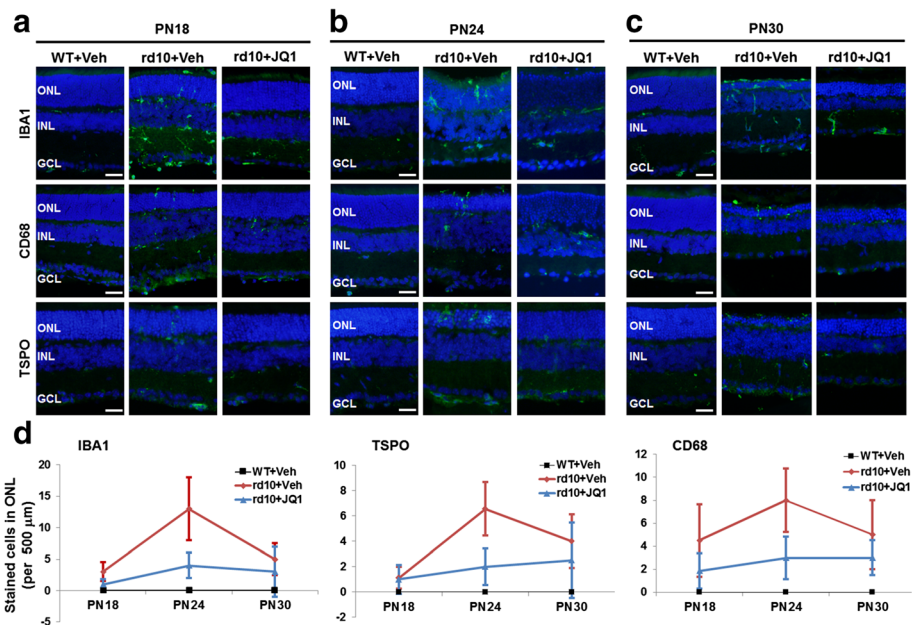 a
PN18
WT+Veh rd10+Veh rd10+JQ1
b
PN24
WT+Veh rd10+Veh rd10+JQ1
c
PN30
WT+Veh rd10+Veh rd10+JQ1
IBA1
ONL
INL
GCL
ONL
INL
GCL
ONL
INL
GCL
CD68
ONL
INL
GCL
ONL
INL
GCL
ONL
INL
GCL
TSPO
ONL
INL
GCL
ONL
INL
GCL
ONL
INL
GCL
d
IBA1
Stained cells in ONL
(per 500 µm)
20
15
10
5
0
-5
WT+Veh
rd10+Veh
rd10+JQ1
PN18 PN24 PN30
TSPO
10
8
6
4
2
0
-2
WT+Veh
rd10+Veh
rd10+JQ1
PN18 PN24 PN30
CD68
12
10
8
6
4
2
0
WT+Veh
rd10+Veh
rd10+JQ1
PN18 PN24 PN30